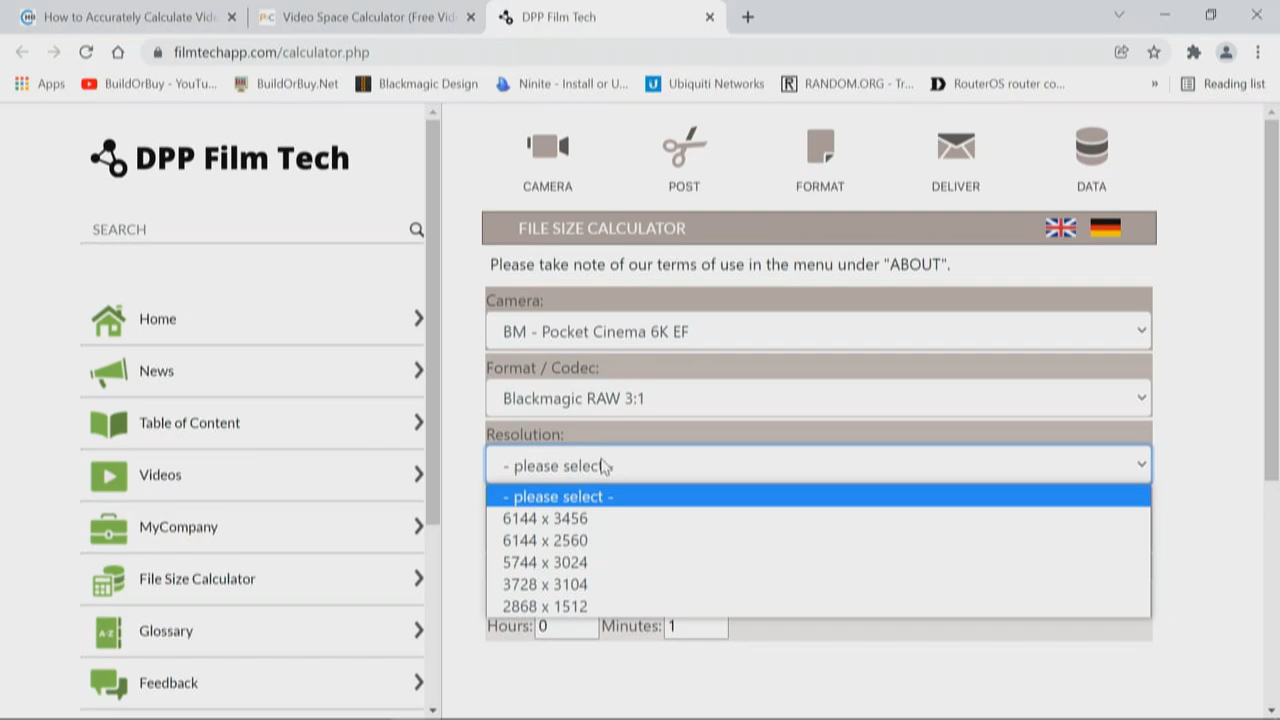 How to Accurately Calculate Vide
Video Space Calculator (Free Vid
DPP Film Tech
filmtechapp.com/calculator.php
Apps
BuildOrBuy - YouTu...
BuildOrBuy.Net
Blackmagic Design
Ninite - Install or U...
Ubiquiti Networks
RANDOM.ORG - Tr...
RouterOS router co...
»
Reading list
DPP Film Tech
SEARCH
Home
News
Table of Content
Videos
MyCompany
File Size Calculator
A-Z
Glossary
Feedback
CAMERA
POST
FORMAT
DELIVER
DATA
FILE SIZE CALCULATOR
Please take note of our terms of use in the menu under "ABOUT".
Camera:
BM - Pocket Cinema 6K EF
Format / Codec:
Blackmagic RAW 3:1
Resolution:
- please select
- please select -
6144 x 3456
6144 x 2560
5744 x 3024
3728 x 3104
2868 x 1512
Hours: 0 Minutes: 1